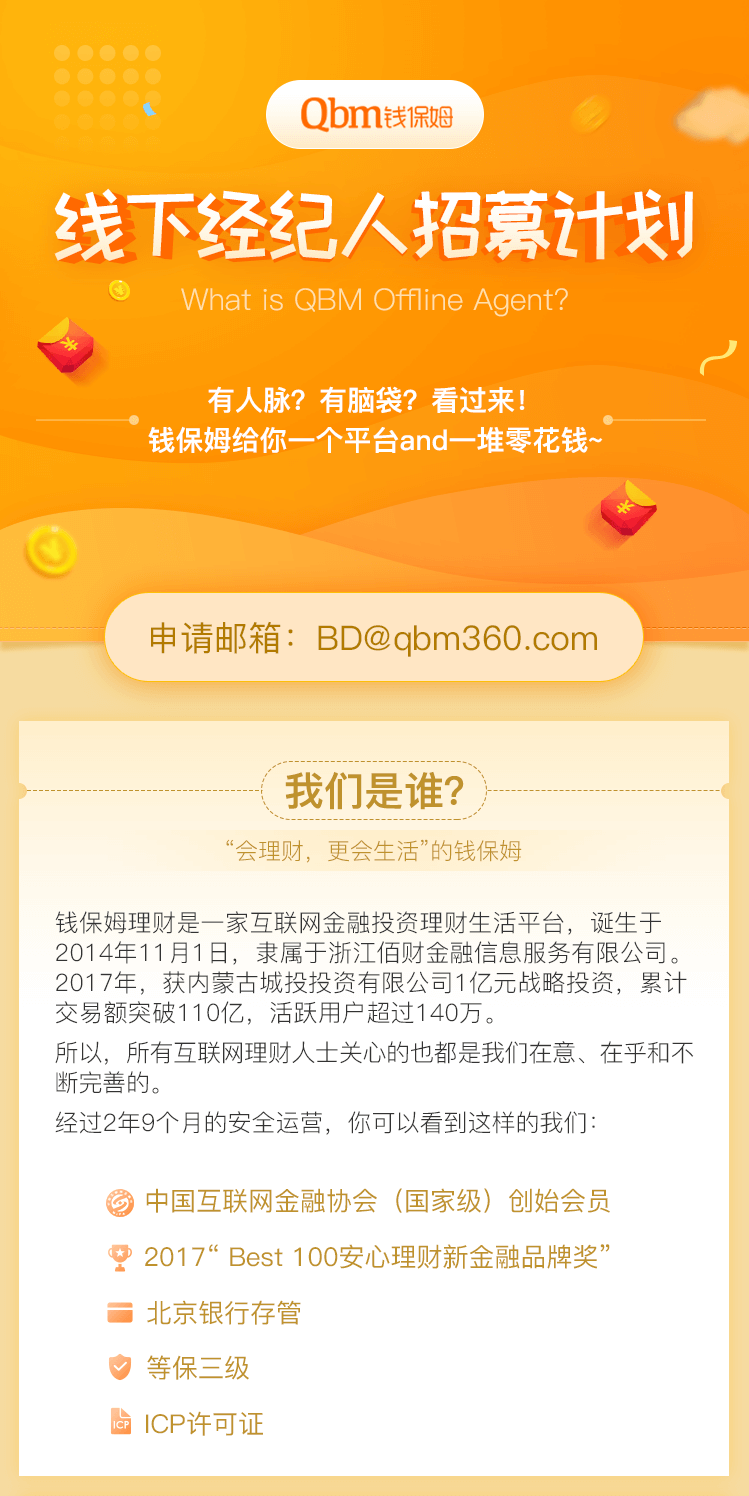 Qbm钱保姆
线下经纪人招募计划
What is QBM Offline Agent?
有人脉？有脑袋？看过来！
钱保姆给你一个平台and一堆零花钱~
申请邮箱：BD@qbm360.com
我们是谁?
“会理财，更会生活”的钱保姆
钱保姆理财是一家互联网金融投资理财生活平台，诞生于
2014年11月1日，隶属于浙江佰财金融信息服务有限公司。
2017年，获内蒙古城投投资有限公司1亿元战略投资，累计
交易额突破110亿，活跃用户超过140万。
所以，所有互联网理财人士关心的也都是我们在意、在乎和不
断完善的。
经过2年9个月的安全运营，你可以看到这样的我们：
中国互联网金融协会（国家级）创始会员
2017“ Best 100安心理财新金融品牌奖”
北京银行存管
等保三级
ICP许可证
ICP